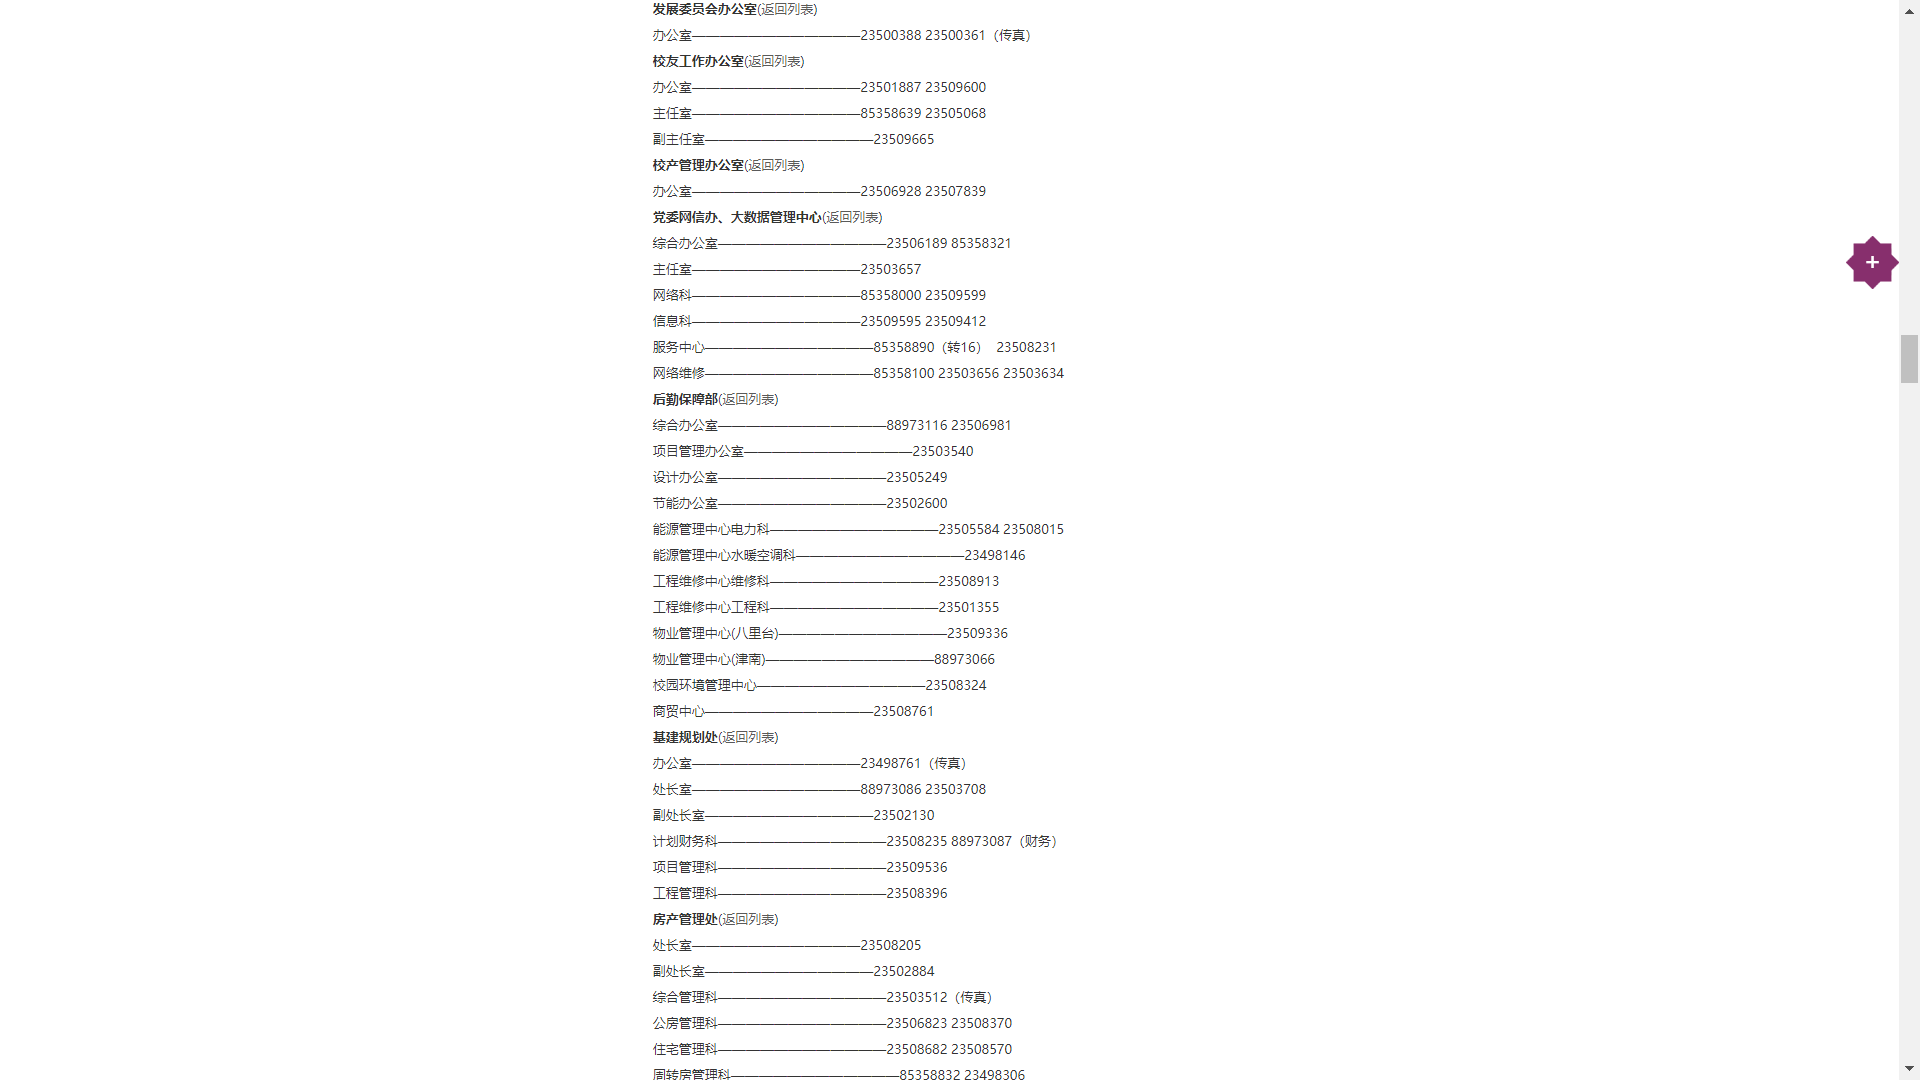 发展委员会办公室(返回列表)
办公室—————————————23500388 23500361（传真）
校友工作办公室(返回列表)
办公室—————————————23501887 23509600
主任室—————————————85358639 23505068
副主任室—————————————23509665
校产管理办公室(返回列表)
办公室—————————————23506928 23507839
党委网信办、大数据管理中心(返回列表)
综合办公室—————————————23506189 85358321
主任室—————————————23503657
网络科—————————————85358000 23509599
信息科—————————————23509595 23509412
服务中心—————————————85358890（转16） 23508231
网络维修—————————————85358100 23503656 23503634
后勤保障部(返回列表)
综合办公室—————————————88973116 23506981
项目管理办公室—————————————23503540
设计办公室—————————————23505249
节能办公室—————————————23502600
能源管理中心电力科—————————————23505584 23508015
能源管理中心水暖空调科—————————————23498146
工程维修中心维修科—————————————23508913
工程维修中心工程科—————————————23501355
物业管理中心(八里台)—————————————23509336
物业管理中心(津南)—————————————88973066
校园环境管理中心—————————————23508324
商贸中心—————————————23508761
基建规划处(返回列表)
办公室—————————————23498761（传真）
处长室—————————————88973086 23503708
副处长室—————————————23502130
计划财务科—————————————23508235 88973087（财务）
项目管理科—————————————23509536
工程管理科—————————————23508396
房产管理处(返回列表)
处长室—————————————23508205
副处长室—————————————23502884
综合管理科—————————————23503512（传真）
公房管理科—————————————23506823 23508370
住宅管理科—————————————23508682 23508570
周转房管理科—————————————85358832 23498306